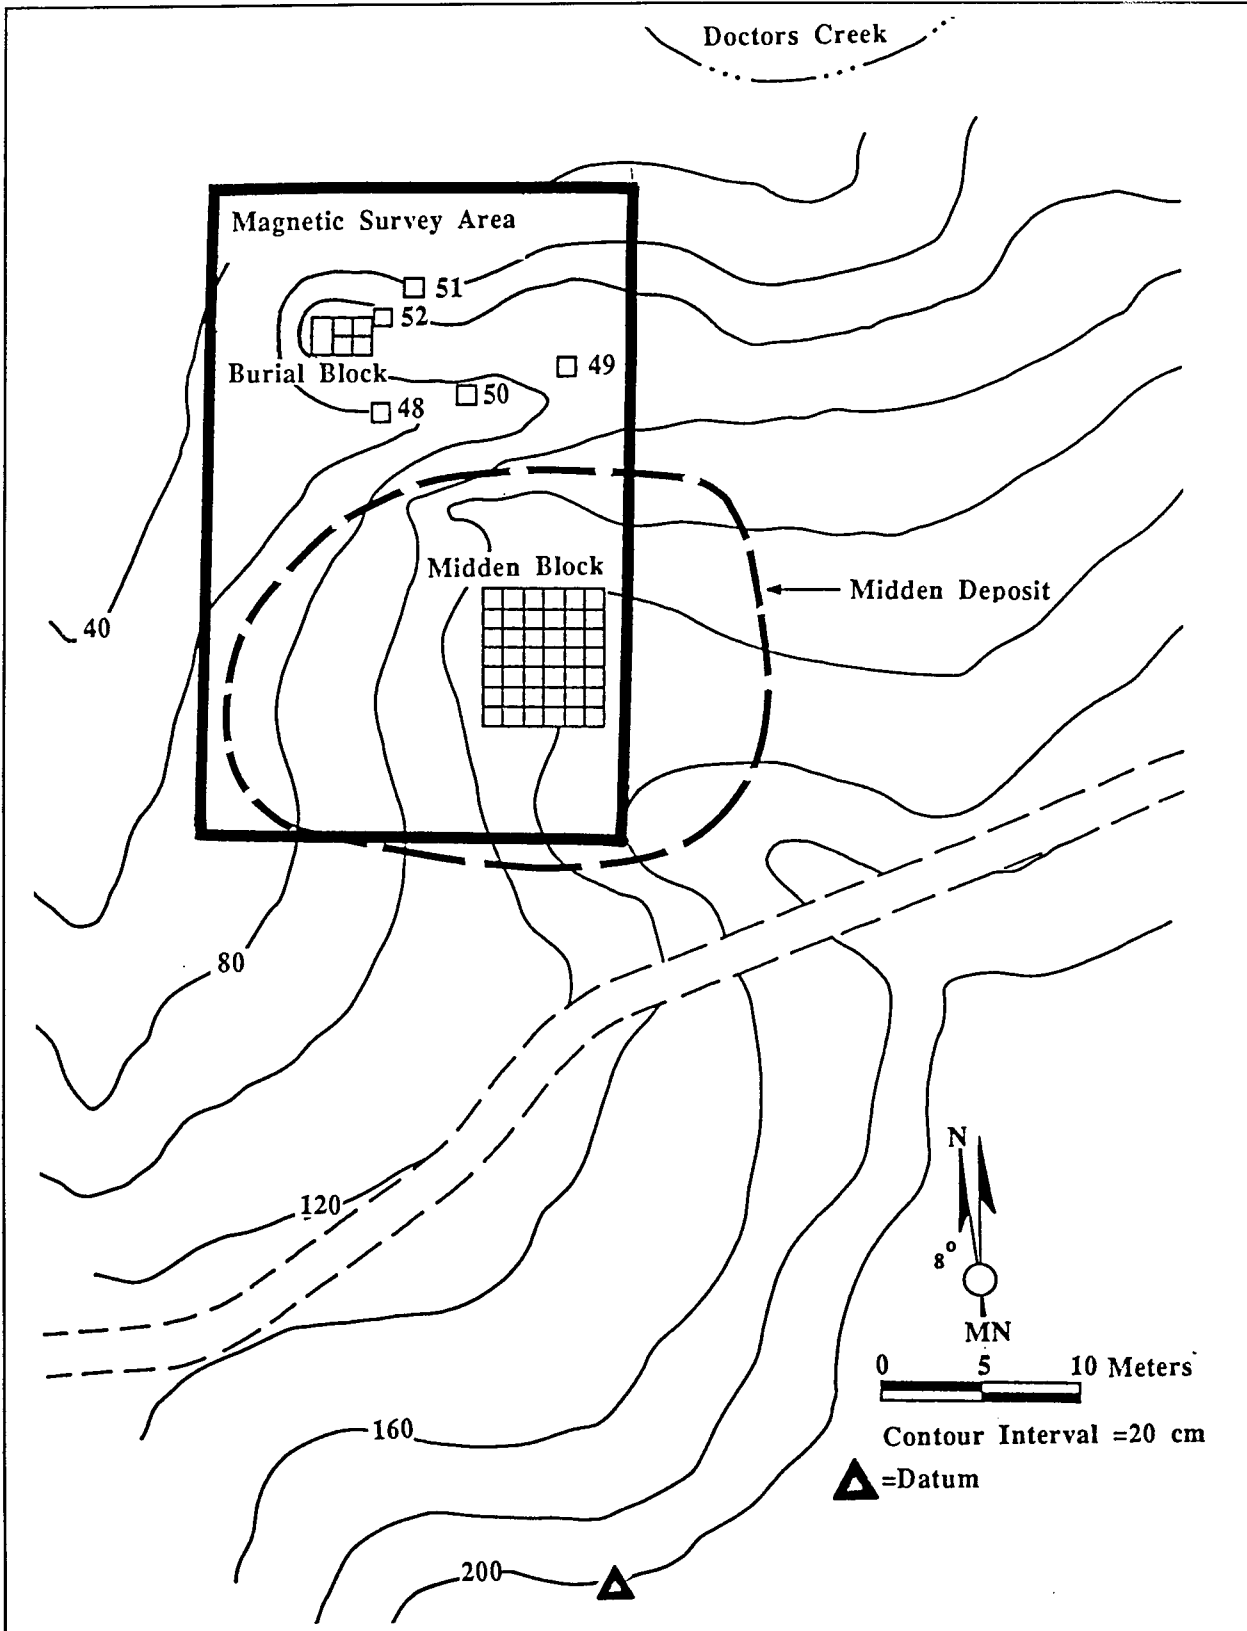 Doctors Creek
Magnetic Survey Area
51
52
49
Burial Block
50
48
Midden Block
Midden Deposit
40
80
N
120
8°
MN
0 5 10 Meters
160
Contour Interval =20 cm
=Datum
200